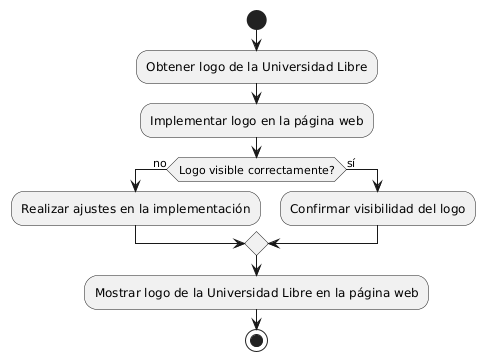 Obtener logo de la Universidad Libre
Implementar logo en la página web
no
Logo visible correctamente?
sí
Realizar ajustes en la implementación
Confirmar visibilidad del logo
Mostrar logo de la Universidad Libre en la página web